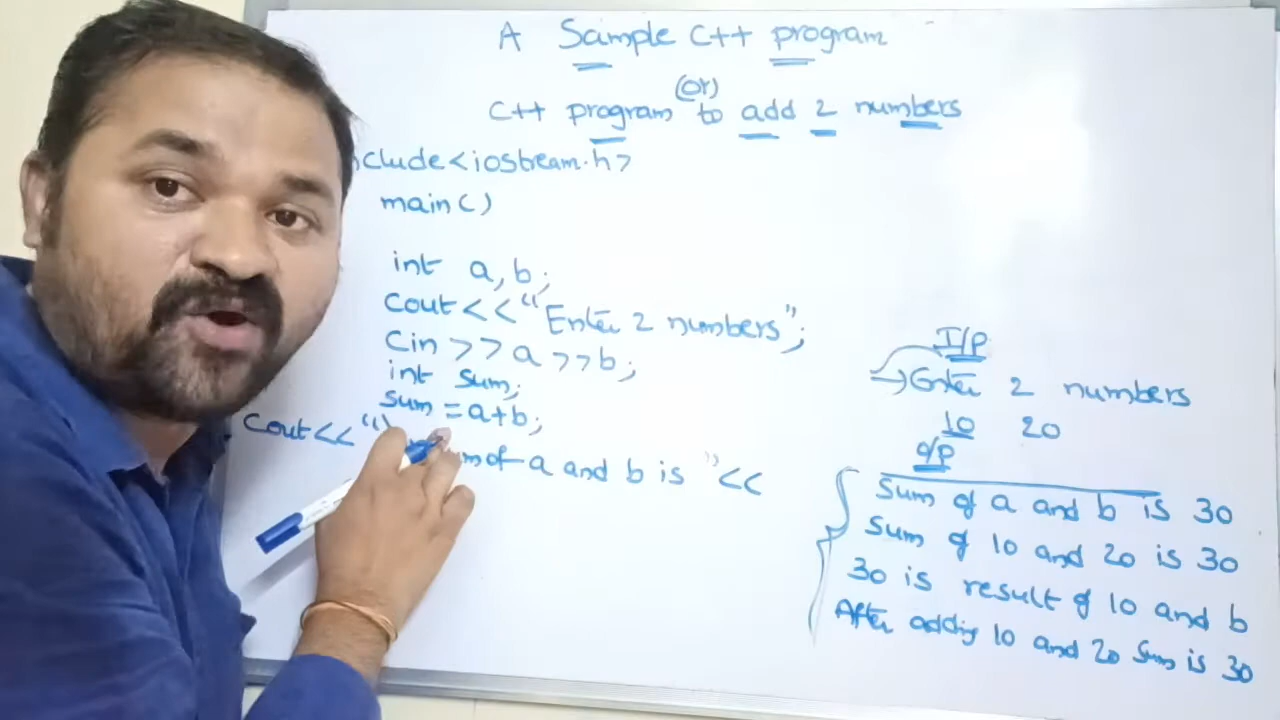 A Sample C++ program
(or)
C++ program to add 2 numbers
clude<iostream.h>
main()
int a,b;
Cout<<"Enter 2 numbers";
Cin>>a>>b;
int sum;
sum=a+b;
Cout<<"
of a and b is "<<
I/p
Enter 2 numbers
10 20
o/p
Sum of a and b is 30
Sum of 10 and 20 is 30
30 is result of 10 and b
After adding 10 and 20 Sum is 30